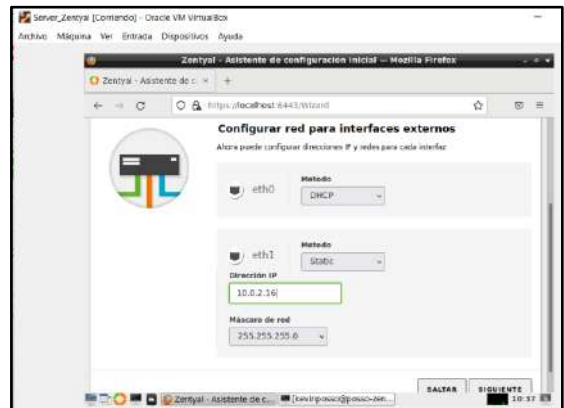 Server_Zentyal [Corriendo] - Oracle VM VirtualBox
Archivo Máquina Ver Entrada Dispositivos Ayuda
Zentyal - Asistente de configuración inicial — Mozilla Firefox
Zentyal - Asistente de c
https://localhost:8443/Wizard
Configurar red para interfaces externos
Ahora puede configurar direcciones IP y redes para cada interfaz
eth0
Método
DHCP
eth1
Método
Static
Dirección IP
10.0.2.16
Máscara de red
255.255.255.0
SALTAR SIGUIENTE
Zentyal - Asistente de c... [kevinposso@posso-zen... 10:37